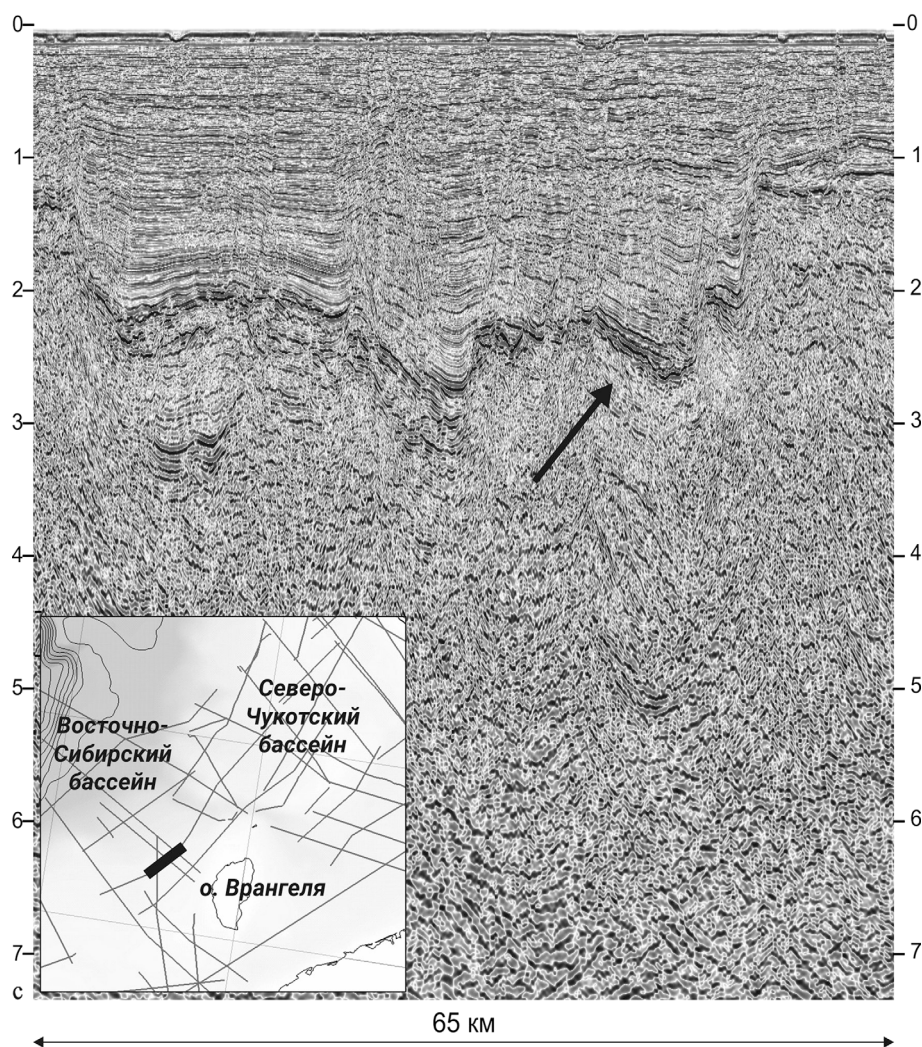 0 0
1 1
2 2
3 3
4 4
5 5
6 6
7 7
с
Восточно-
Сибирский
бассейн
Северо-
Чукотский
бассейн
о. Врангеля
65 км